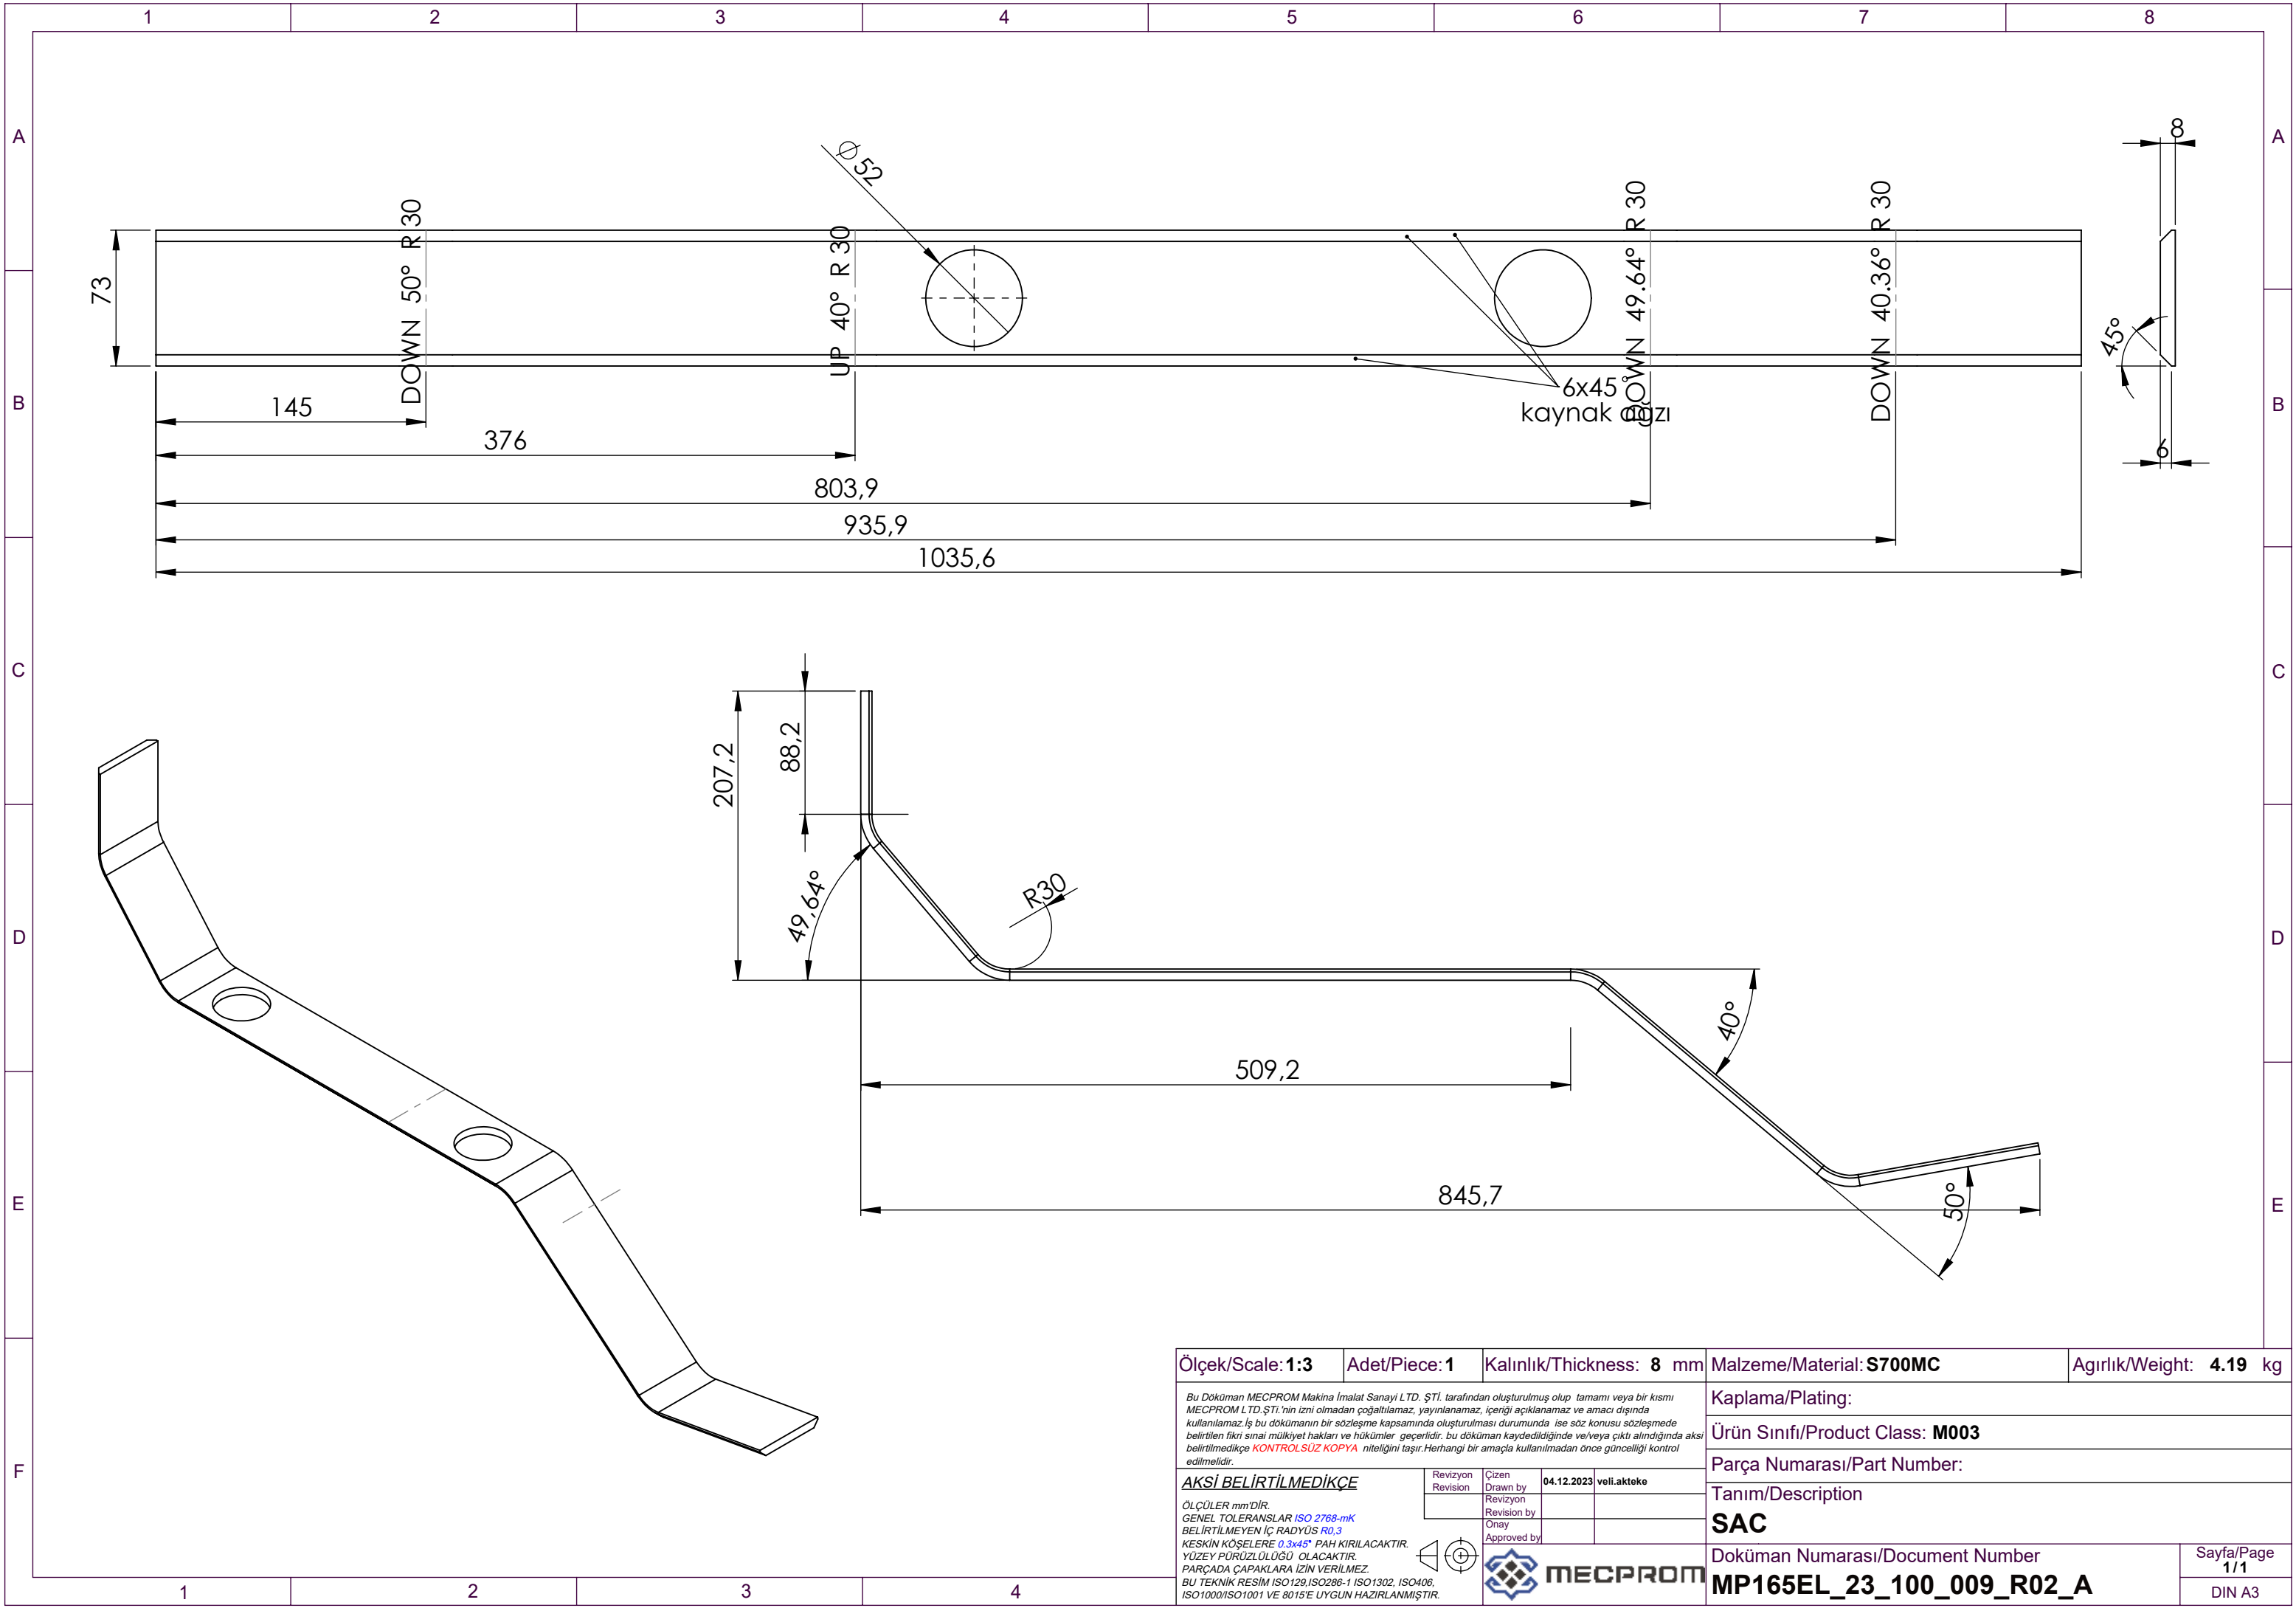 1 2 3 4 5 6 7 8
A A
B B
C C
D D
E E
F
1 2 3 4
73
DOWN 50° R 30
UP 40° R 30
∅52
DOWN 49.64° R 30
DOWN 40.36° R 30
6x45°
kaynak ağzı
145
376
803,9
935,9
1035,6
8
45°
6
207,2
88,2
49,64°
R30
40°
509,2
845,7
50°
Ölçek/Scale: 1:3 Adet/Piece: 1 Kalınlık/Thickness: 8 mm Malzeme/Material: S700MC Agırlık/Weight: 4.19 kg
Bu Döküman MECPROM Makina İmalat Sanayi LTD. ŞTİ. tarafından oluşturulmuş olup tamamı veya bir kısmı
MECPROM LTD.ŞTi.'nin izni olmadan çoğaltılamaz, yayınlanamaz, içeriği açıklanamaz ve amacı dışında
kullanılamaz.İş bu dökümanın bir sözleşme kapsamında oluşturulması durumunda ise söz konusu sözleşmede
belirtilen fikri sınai mülkiyet hakları ve hükümler geçerlidir. bu döküman kaydedildiğinde ve/veya çıktı alındığında aksi
belirtilmedikçe KONTROLSÜZ KOPYA niteliğini taşır.Herhangi bir amaçla kullanılmadan önce güncelliği kontrol
edilmelidir.
Kaplama/Plating:
Ürün Sınıfı/Product Class: M003
Parça Numarası/Part Number:
Tanım/Description
SAC
Doküman Numarası/Document Number
MP165EL_23_100_009_R02_A
Sayfa/Page
1/1
DIN A3
AKSİ BELİRTİLMEDİKÇE
ÖLÇÜLER mm'DİR.
GENEL TOLERANSLAR ISO 2768-mK
BELİRTİLMEYEN İÇ RADYÜS R0,3
KESKİN KÖŞELERE 0.3x45° PAH KIRILACAKTIR.
YÜZEY PÜRÜZLÜLÜĞÜ OLACAKTIR.
PARÇADA ÇAPAKLARA İZİN VERİLMEZ.
BU TEKNİK RESİM ISO129,ISO286-1 ISO1302, ISO406,
ISO1000/ISO1001 VE 8015'E UYGUN HAZIRLANMIŞTIR.
Revizyon
Revision
Çizen
Drawn by
04.12.2023 veli.akteke
Revizyon
Revision by
Onay
Approved by
MECPROM